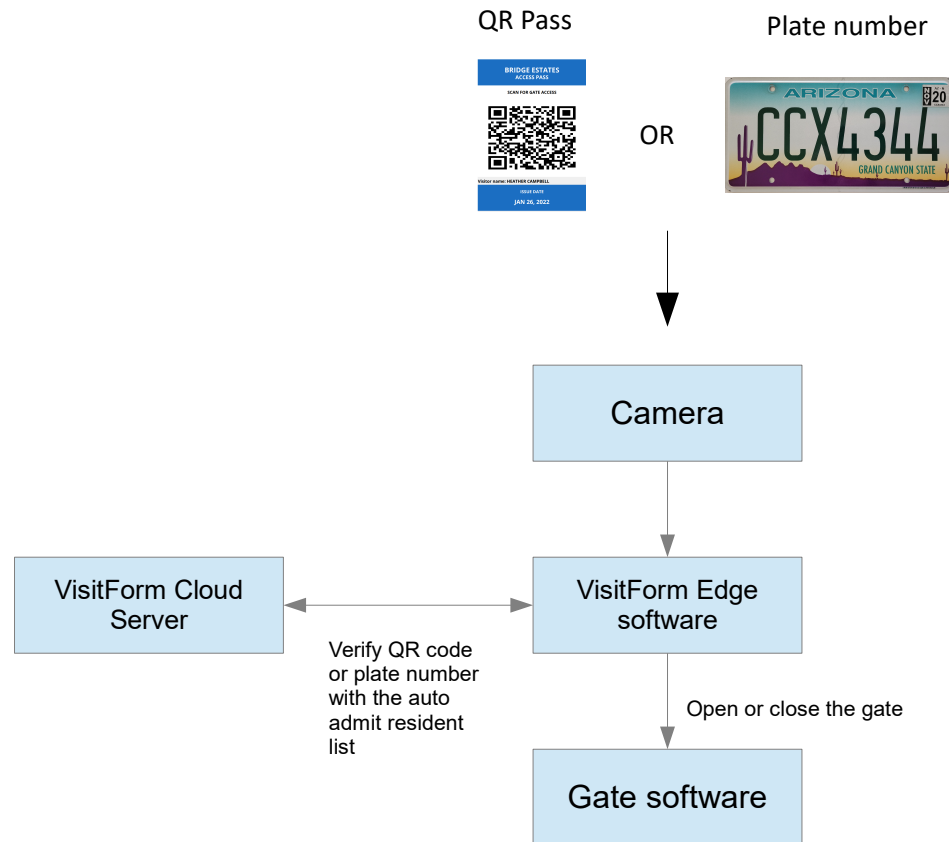 QR Pass
Plate number
BRIDGE ESTATES
ACCESS PASS
SCAN FOR GATE ACCESS
Visitor name: HEATHER CAMPBELL
ISSUE DATE
JAN 26, 2022
OR
ARIZONA
NOV
20
CCX4344
GRAND CANYON STATE
Camera
VisitForm Cloud
Server
VisitForm Edge
software
Verify QR code
or plate number
with the auto
admit resident
list
Open or close the gate
Gate software